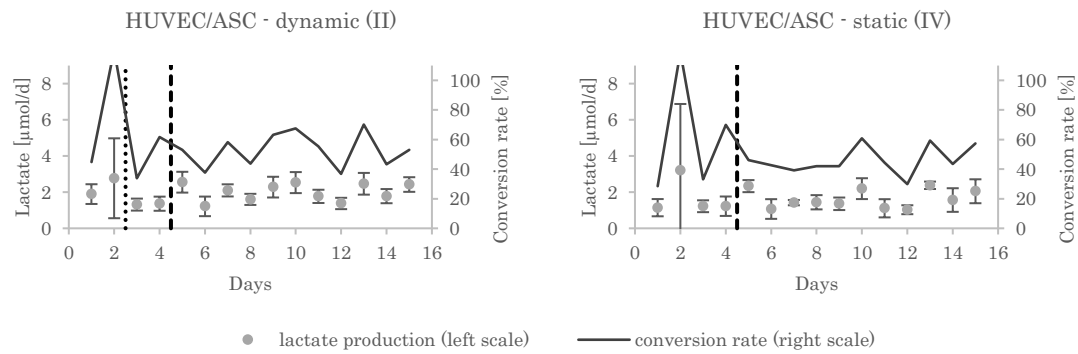 HUVEC/ASC - dynamic (II)
Lactate [µmol/d]
8
6
4
2
0
100
80
60
40
20
0
Conversion rate [%]
0 2 4 6 8 10 12 14 16
Days
HUVEC/ASC - static (IV)
Lactate [µmol/d]
8
6
4
2
0
100
80
60
40
20
0
Conversion rate [%]
0 2 4 6 8 10 12 14 16
Days
lactate production (left scale)
conversion rate (right scale)